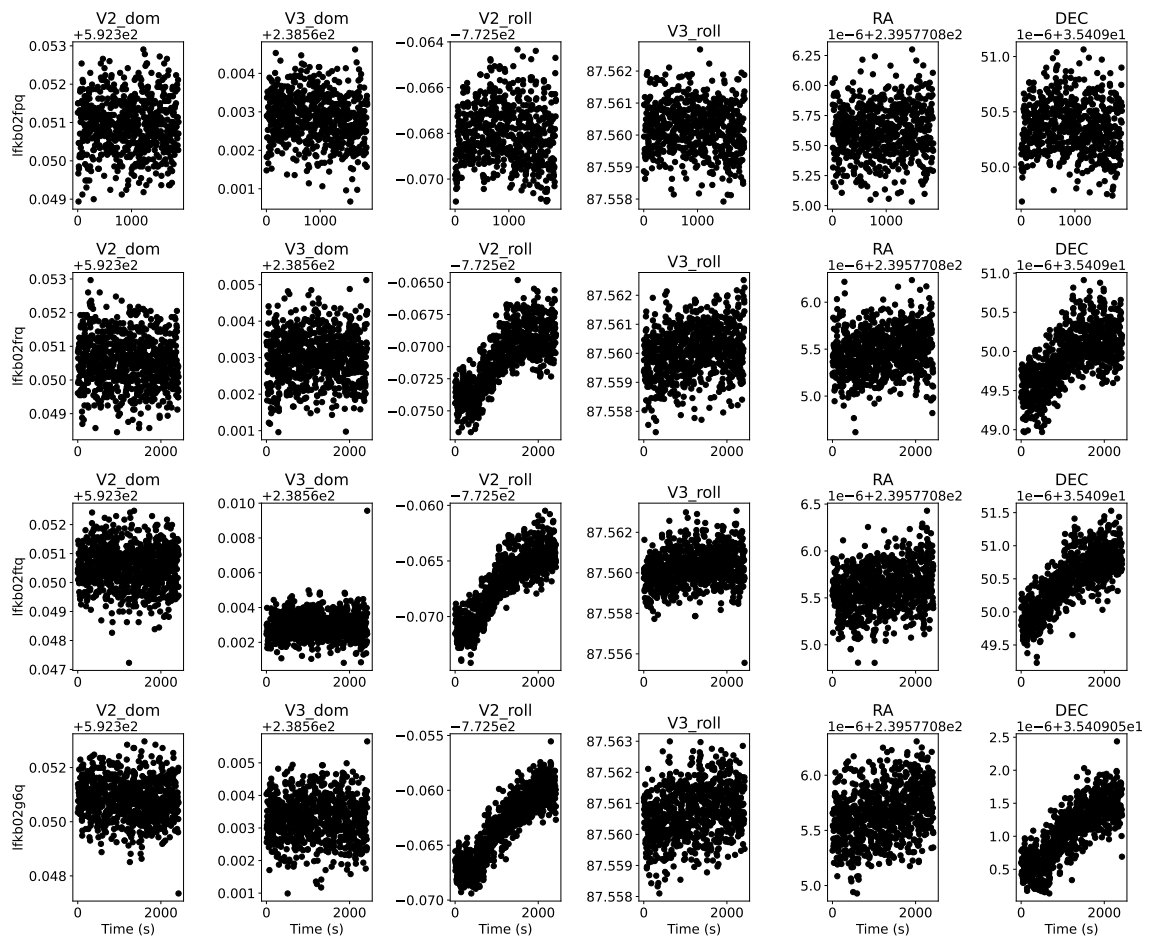 V2_dom
+5.923e2
0.053
0.052
0.051
0.050
0.049
lfkb02fpq
0 1000
V3_dom
+2.3856e2
0.004
0.003
0.002
0.001
0 1000
V2_roll
−7.725e2
−0.064
−0.066
−0.068
−0.070
0 1000
V3_roll
87.562
87.561
87.560
87.559
87.558
0 1000
RA
1e−6+2.3957708e2
6.25
6.00
5.75
5.50
5.25
5.00
0 1000
DEC
1e−6+3.5409e1
51.0
50.5
50.0
0 1000
V2_dom
+5.923e2
0.053
0.052
0.051
0.050
0.049
lfkb02frq
0 2000
V3_dom
+2.3856e2
0.005
0.004
0.003
0.002
0.001
0 2000
V2_roll
−7.725e2
−0.0650
−0.0675
−0.0700
−0.0725
−0.0750
0 2000
V3_roll
87.562
87.561
87.560
87.559
87.558
0 2000
RA
1e−6+2.3957708e2
6.0
5.5
5.0
0 2000
DEC
1e−6+3.5409e1
51.0
50.5
50.0
49.5
49.0
0 2000
V2_dom
+5.923e2
0.052
0.051
0.050
0.049
0.048
0.047
lfkb02ftq
0 2000
V3_dom
+2.3856e2
0.010
0.008
0.006
0.004
0.002
0 2000
V2_roll
−7.725e2
−0.060
−0.065
−0.070
0 2000
V3_roll
87.562
87.560
87.558
87.556
0 2000
RA
1e−6+2.3957708e2
6.5
6.0
5.5
5.0
0 2000
DEC
1e−6+3.5409e1
51.5
51.0
50.5
50.0
49.5
0 2000
V2_dom
+5.923e2
0.052
0.050
0.048
lfkb02g6q
0 2000
Time (s)
V3_dom
+2.3856e2
0.005
0.004
0.003
0.002
0.001
0 2000
Time (s)
V2_roll
−7.725e2
−0.055
−0.060
−0.065
−0.070
0 2000
Time (s)
V3_roll
87.563
87.562
87.561
87.560
87.559
87.558
0 2000
Time (s)
RA
1e−6+2.3957708e2
6.0
5.5
5.0
0 2000
Time (s)
DEC
1e−6+3.540905e1
2.5
2.0
1.5
1.0
0.5
0 2000
Time (s)